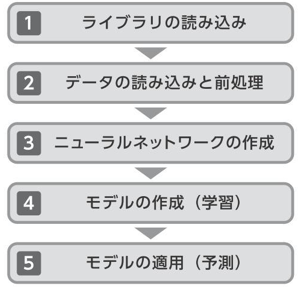 1 ライブラリの読み込み
2 データの読み込みと前処理
3 ニューラルネットワークの作成
4 モデルの作成（学習）
5 モデルの適用（予測）